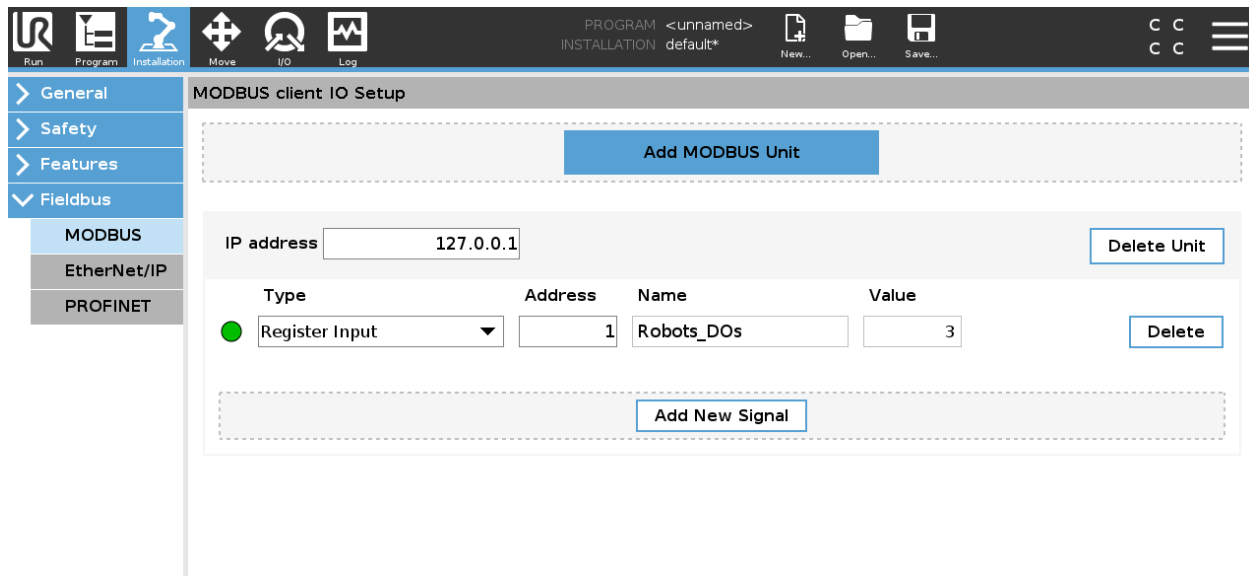 UR
PROGRAM <unnamed>
INSTALLATION default*
C C
C C
Run Program Installation Move I/O Log New... Open... Save...
General
Safety
Features
Fieldbus
MODBUS
EtherNet/IP
PROFINET
MODBUS client IO Setup
Add MODBUS Unit
IP address 127.0.0.1 Delete Unit
Type Address Name Value
Register Input 1 Robots_DOs 3 Delete
Add New Signal